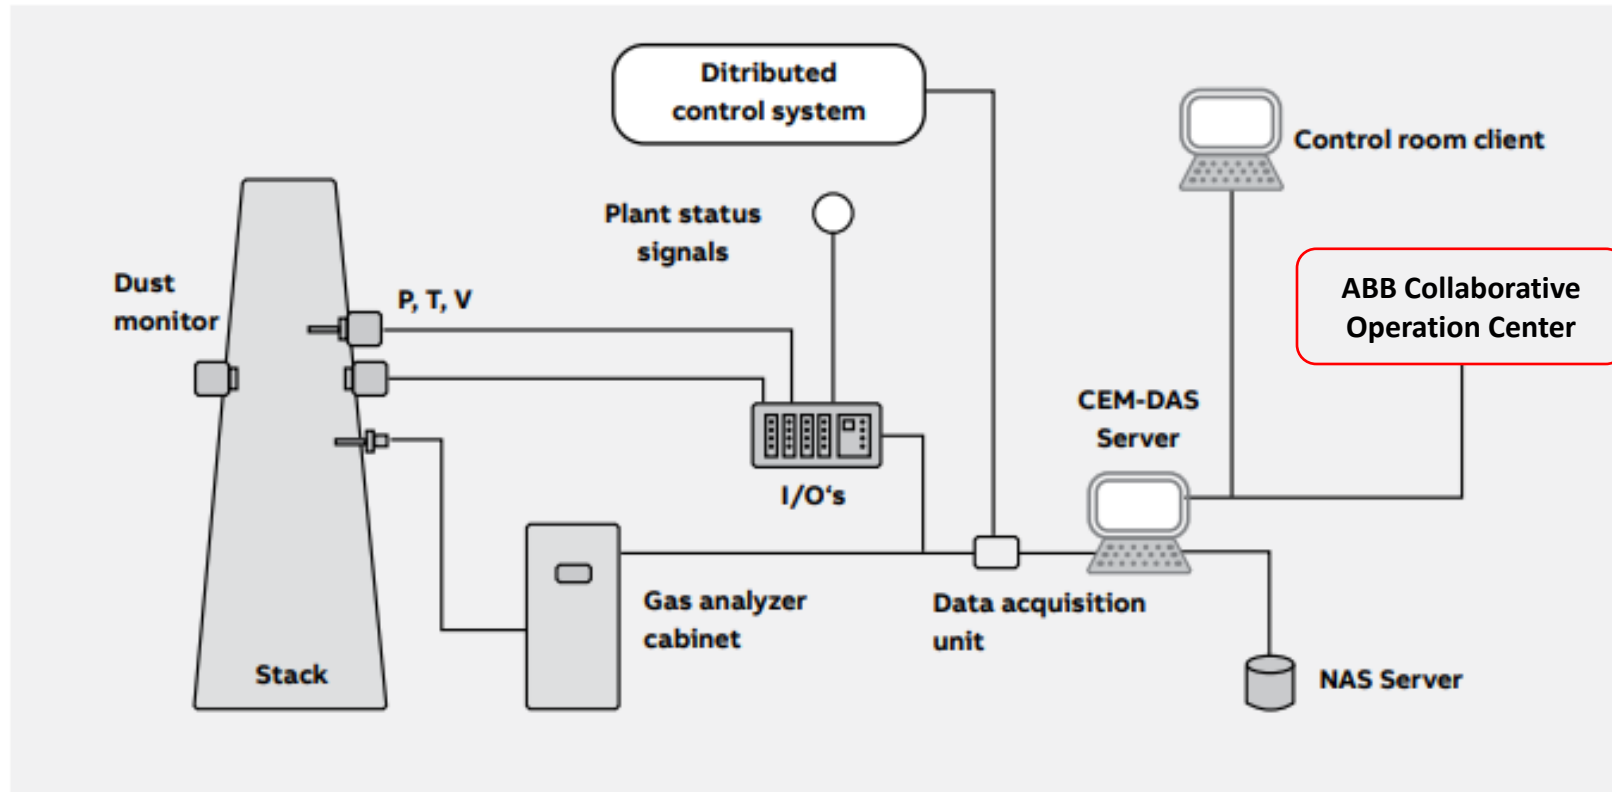 Ditributed
control system
Control room client
Plant status
signals
Dust
monitor
P, T, V
ABB Collaborative
Operation Center
CEM-DAS
Server
I/O‘s
Gas analyzer
cabinet
Data acquisition
unit
Stack
NAS Server